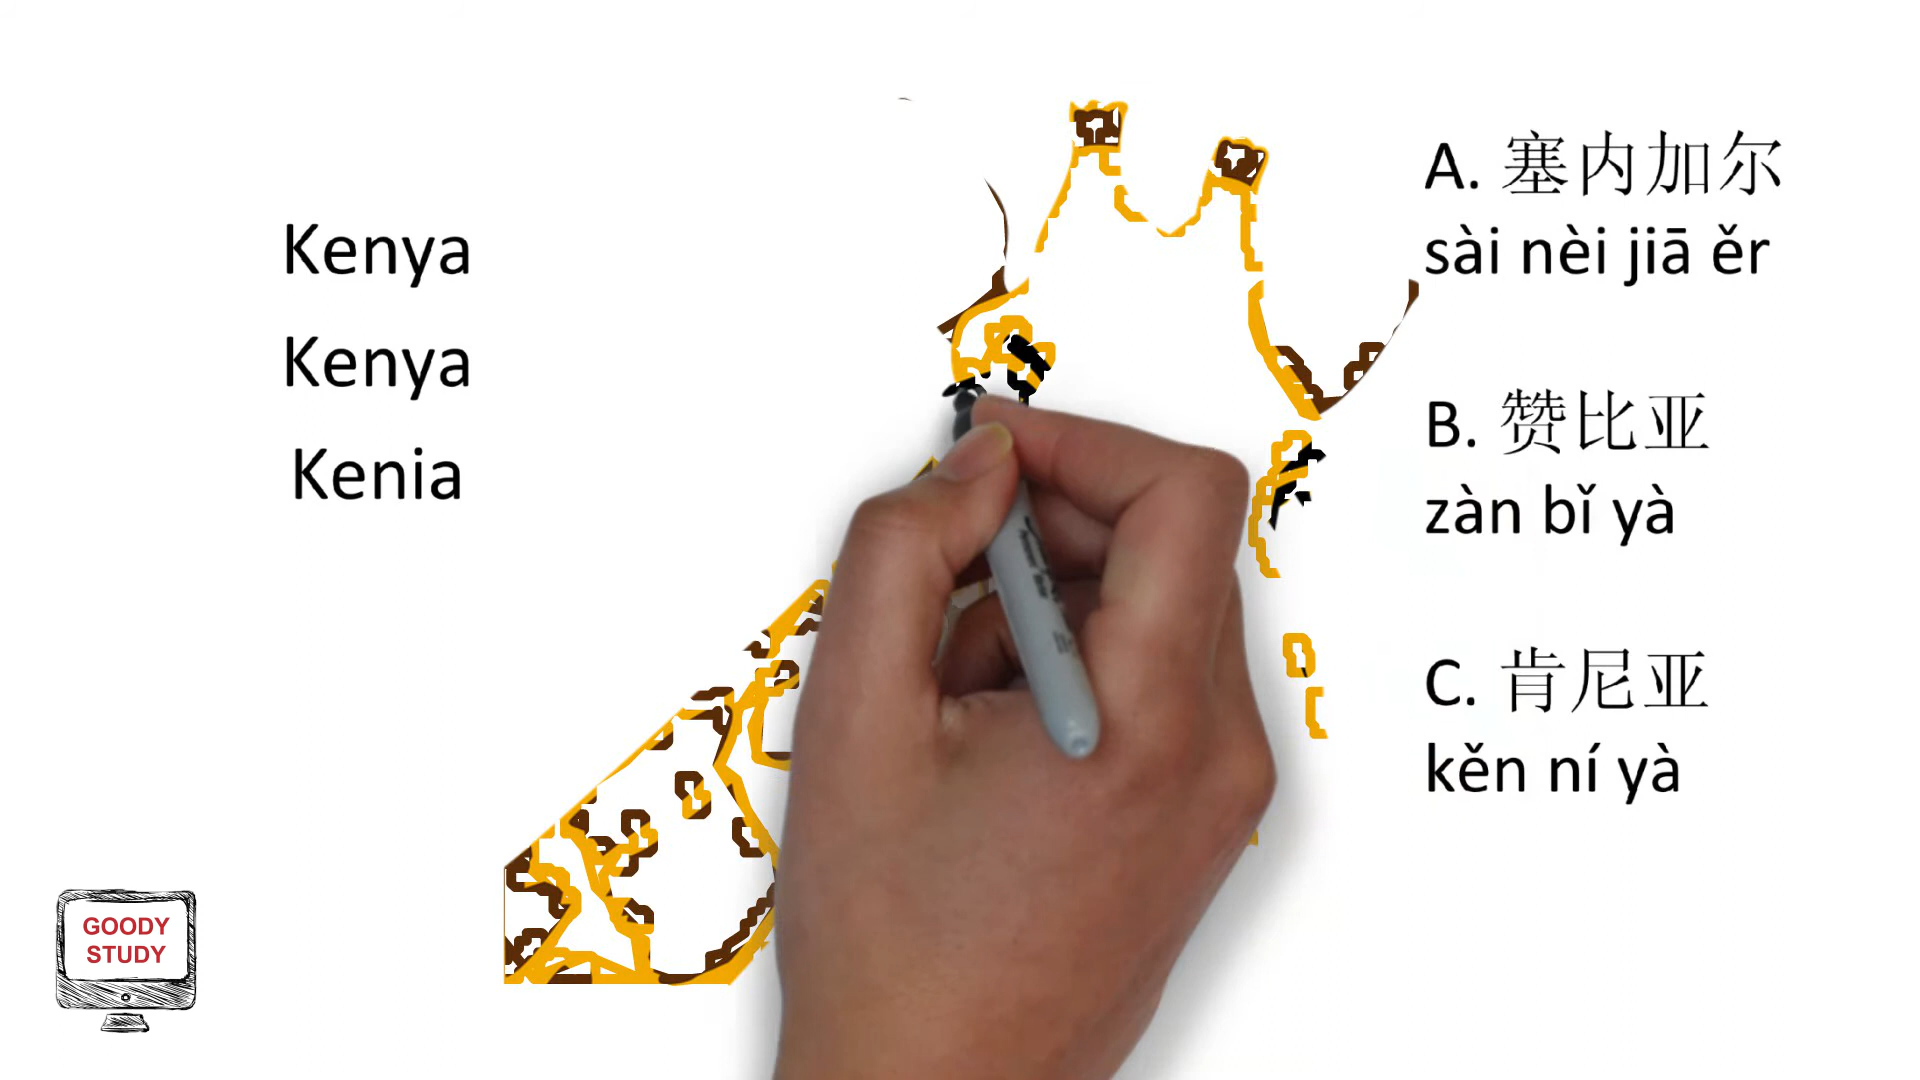 Kenya
Kenya
Kenia
A. 塞内加尔
sài nèi jiā ěr
B. 赞比亚
zàn bǐ yà
C. 肯尼亚
kěn ní yà
GOODY
STUDY